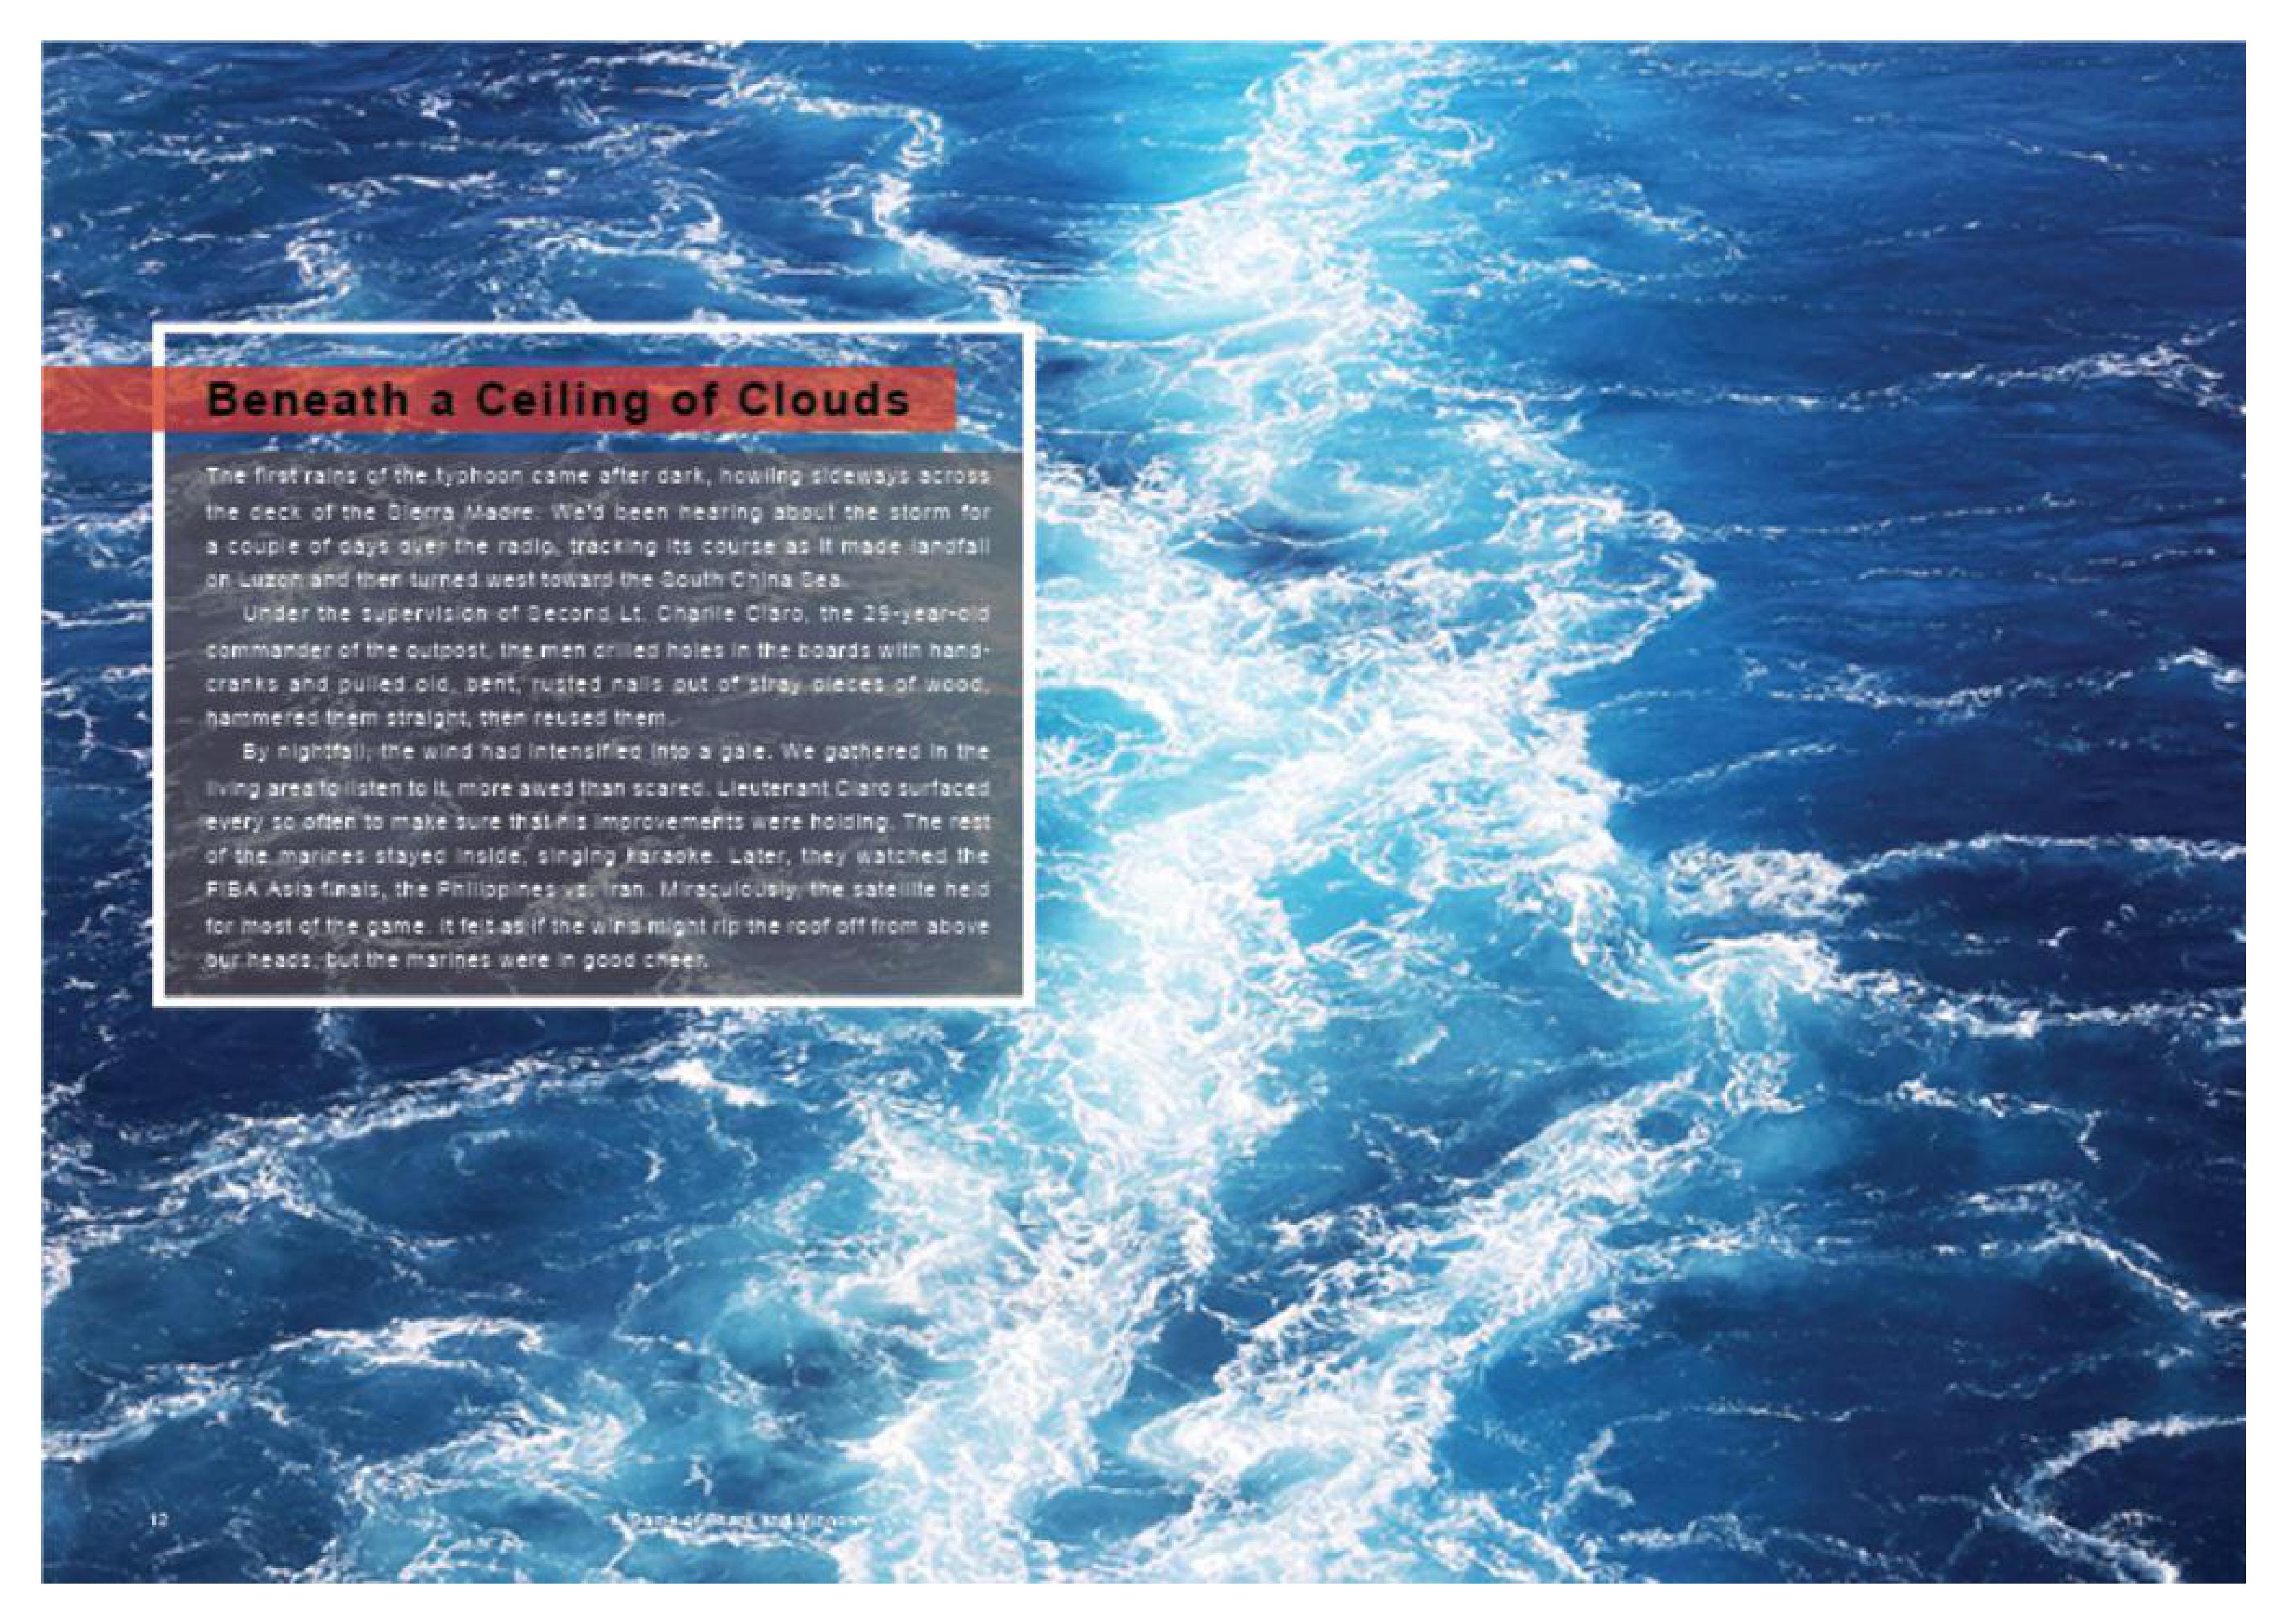 Beneath a Ceiling of Clouds
The first rains of the typhoon came after dark, howling sideways across
the deck of the Sierra Madre. We'd been hearing about the storm for
a couple of days over the radio, tracking its course as it made landfall
on Luzon and then turned west toward the South China Sea.
Under the supervision of Second Lt. Charlie Claro, the 29-year-old
commander of the outpost, the men drilled holes in the boards with hand-
cranks and pulled old, bent, rusted nails out of stray pieces of wood,
hammered them straight, then reused them.
By nightfall, the wind had intensified into a gale. We gathered in the
living area to listen to it, more awed than scared. Lieutenant Claro surfaced
every so often to make sure that his improvements were holding. The rest
of the marines stayed inside, singing karaoke. Later, they watched the
FIBA Asia finals, the Philippines vs. Iran. Miraculously, the satellite held
for most of the game. It felt as if the wind might rip the roof off from above
our heads, but the marines were in good cheer.
12 Game of Shark and Minnow